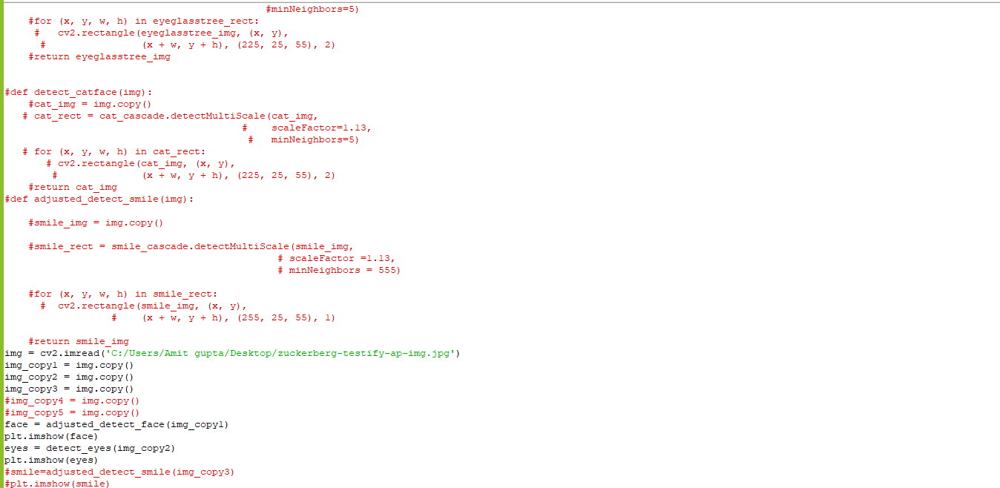 #minNeighbors=5)
#for (x, y, w, h) in eyeglasstree_rect:
# cv2.rectangle(eyeglasstree_img, (x, y),
# (x + w, y + h), (225, 25, 55), 2)
#return eyeglasstree_img
#def detect_catface(img):
#cat_img = img.copy()
# cat_rect = cat_cascade.detectMultiScale(cat_img,
# scaleFactor=1.13,
# minNeighbors=5)
# for (x, y, w, h) in cat_rect:
# cv2.rectangle(cat_img, (x, y),
# (x + w, y + h), (225, 25, 55), 2)
#return cat_img
#def adjusted_detect_smile(img):
#smile_img = img.copy()
#smile_rect = smile_cascade.detectMultiScale(smile_img,
# scaleFactor =1.13,
# minNeighbors = 555)
#for (x, y, w, h) in smile_rect:
# cv2.rectangle(smile_img, (x, y),
# (x + w, y + h), (255, 25, 55), 1)
#return smile_img
img = cv2.imread('C:/Users/Amit gupta/Desktop/zuckerberg-testify-ap-img.jpg')
img_copy1 = img.copy()
img_copy2 = img.copy()
img_copy3 = img.copy()
#img_copy4 = img.copy()
#img_copy5 = img.copy()
face = adjusted_detect_face(img_copy1)
plt.imshow(face)
eyes = detect_eyes(img_copy2)
plt.imshow(eyes)
#smile=adjusted_detect_smile(img_copy3)
#plt.imshow(smile)